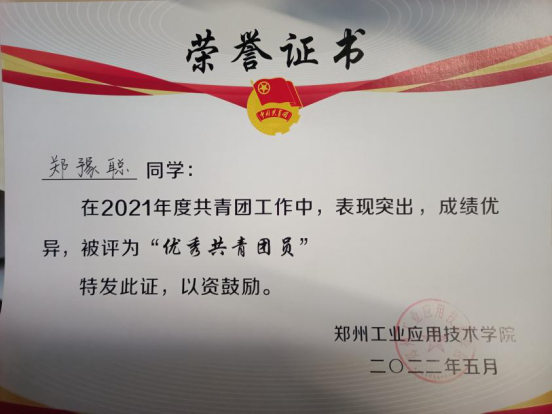 荣誉证书
中国共青团
郑豫聪 同学：
在2021年度共青团工作中，表现突出，成绩优
异，被评为“优秀共青团员”
特发此证，以资鼓励。
郑州工业应用技术学院
二〇二二年五月